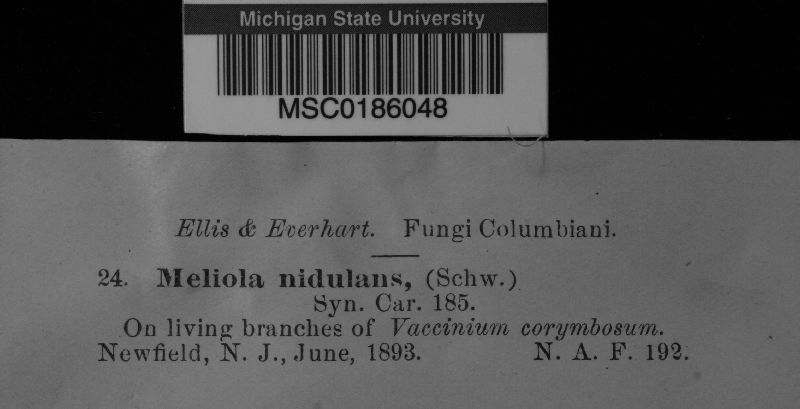 Michigan State University
MSC0186048
Ellis & Everhart. Fungi Columbiani.
24. Meliola nidulans, (Schw.)
Syn. Car. 185.
On living branches of Vaccinium corymbosum.
Newfield, N. J., June, 1893. N. A. F. 192.